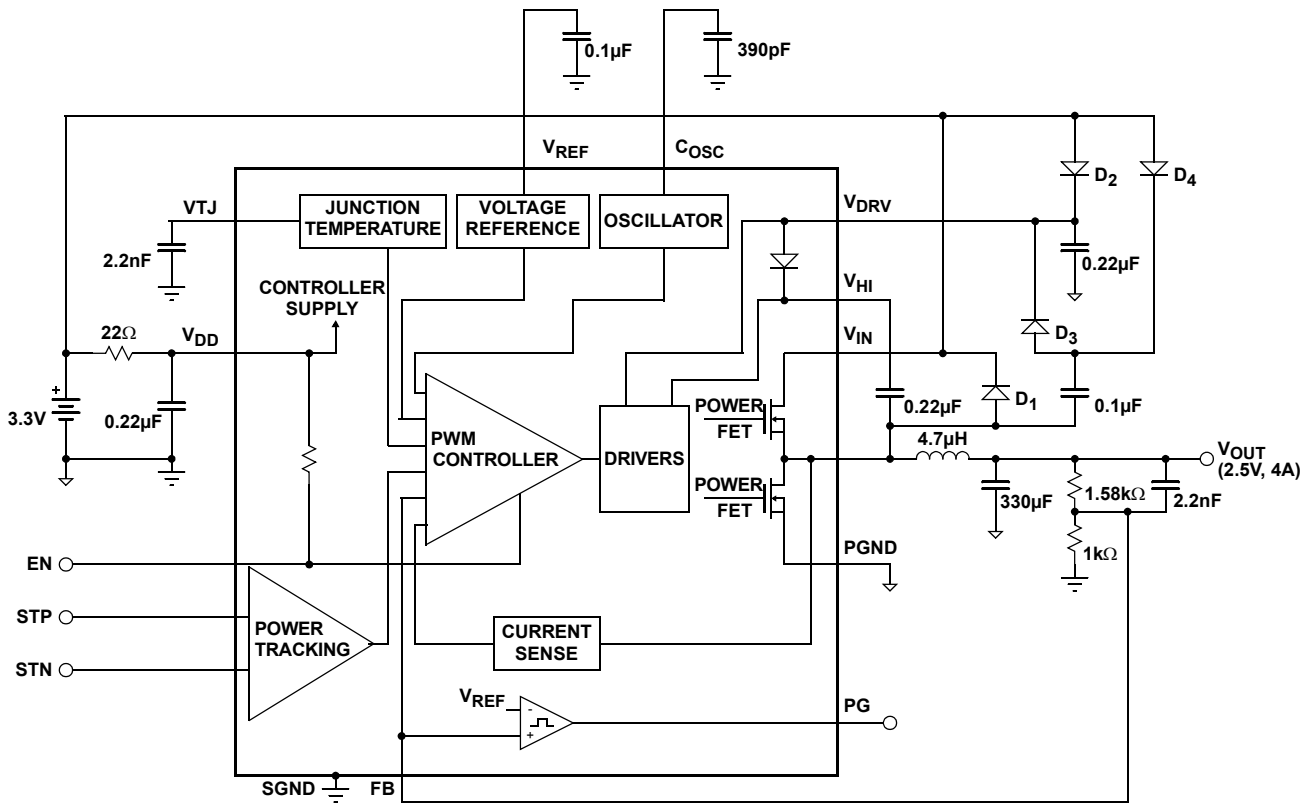 0.1µF
390pF
VREF
COSC
D2
D4
VTJ
JUNCTION
TEMPERATURE
VOLTAGE
REFERENCE
OSCILLATOR
VDRV
2.2nF
0.22µF
CONTROLLER
SUPPLY
VHI
22Ω
VDD
VIN
D3
3.3V
+
0.22µF
0.22µF
D1
0.1µF
POWER
FET
PWM
CONTROLLER
DRIVERS
4.7µH
VOUT
(2.5V, 4A)
POWER
FET
330µF
1.58kΩ
2.2nF
1kΩ
PGND
EN
STP
POWER
TRACKING
STN
CURRENT
SENSE
VREF
-
+
PG
SGND
FB